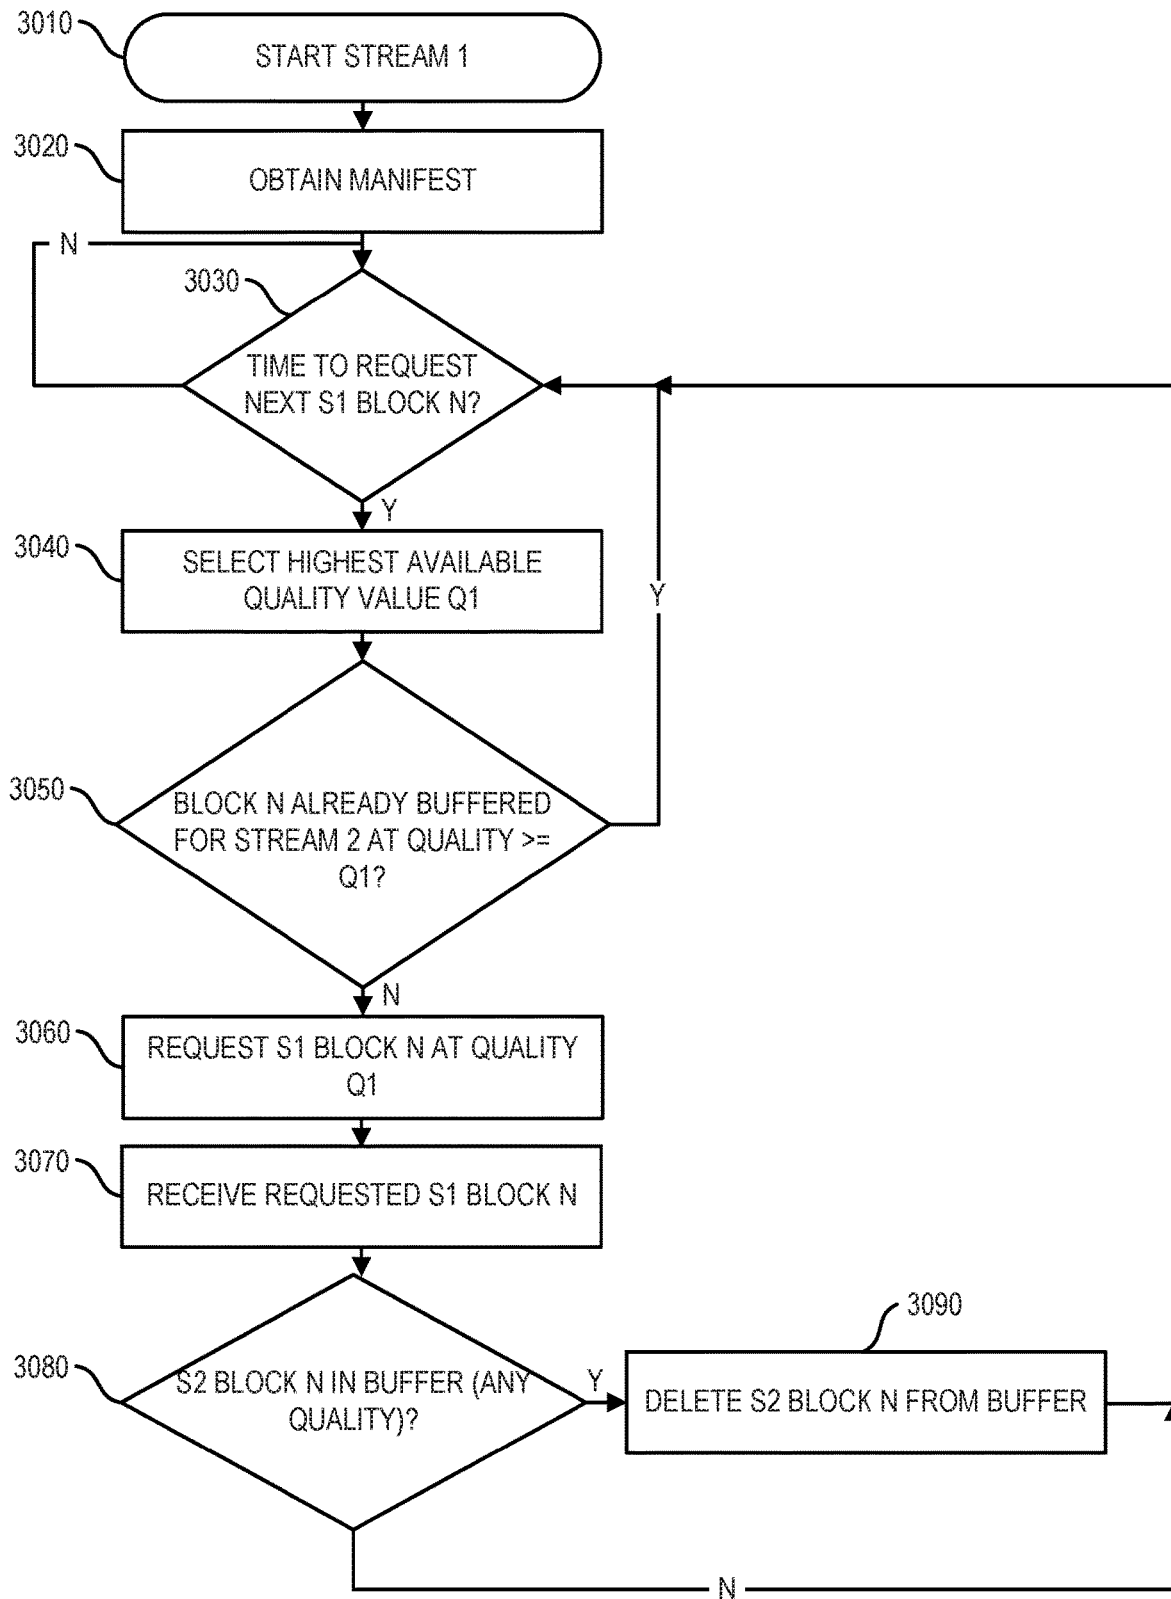 3010
START STREAM 1
3020
OBTAIN MANIFEST
N
3030
TIME TO REQUEST
NEXT S1 BLOCK N?
Y
3040
SELECT HIGHEST AVAILABLE
QUALITY VALUE Q1
Y
3050
BLOCK N ALREADY BUFFERED
FOR STREAM 2 AT QUALITY >=
Q1?
N
3060
REQUEST S1 BLOCK N AT QUALITY
Q1
3070
RECEIVE REQUESTED S1 BLOCK N
3080
S2 BLOCK N IN BUFFER (ANY
QUALITY)?
Y
3090
DELETE S2 BLOCK N FROM BUFFER
N